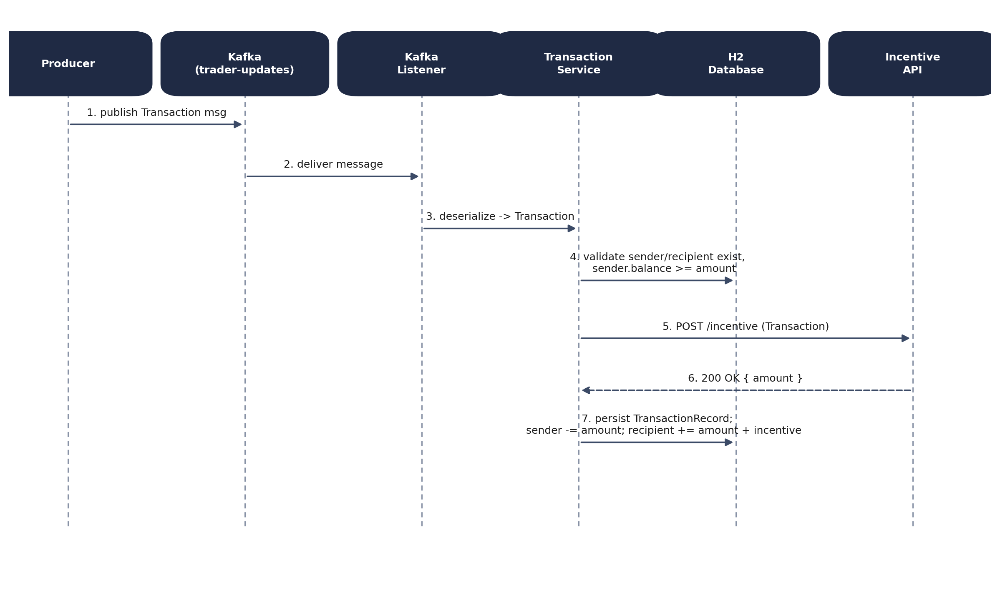 Producer
Kafka
(trader-updates)
Kafka
Listener
Transaction
Service
H2
Database
Incentive
API
1. publish Transaction msg
2. deliver message
3. deserialize -> Transaction
4. validate sender/recipient exist,
sender.balance >= amount
5. POST /incentive (Transaction)
6. 200 OK { amount }
7. persist TransactionRecord;
sender -= amount; recipient += amount + incentive